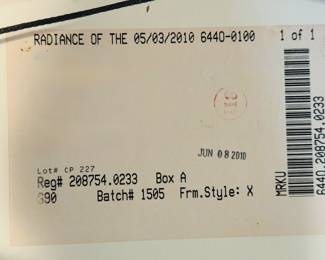 RADIANCE OF THE 05/03/2010 6440-0100 1 of 1
JUN 08 2010
Lot# CP 227
Reg# 208754.0233 Box A
390 Batch# 1505 Frm.Style: X
MRKU
6440.208754.0233